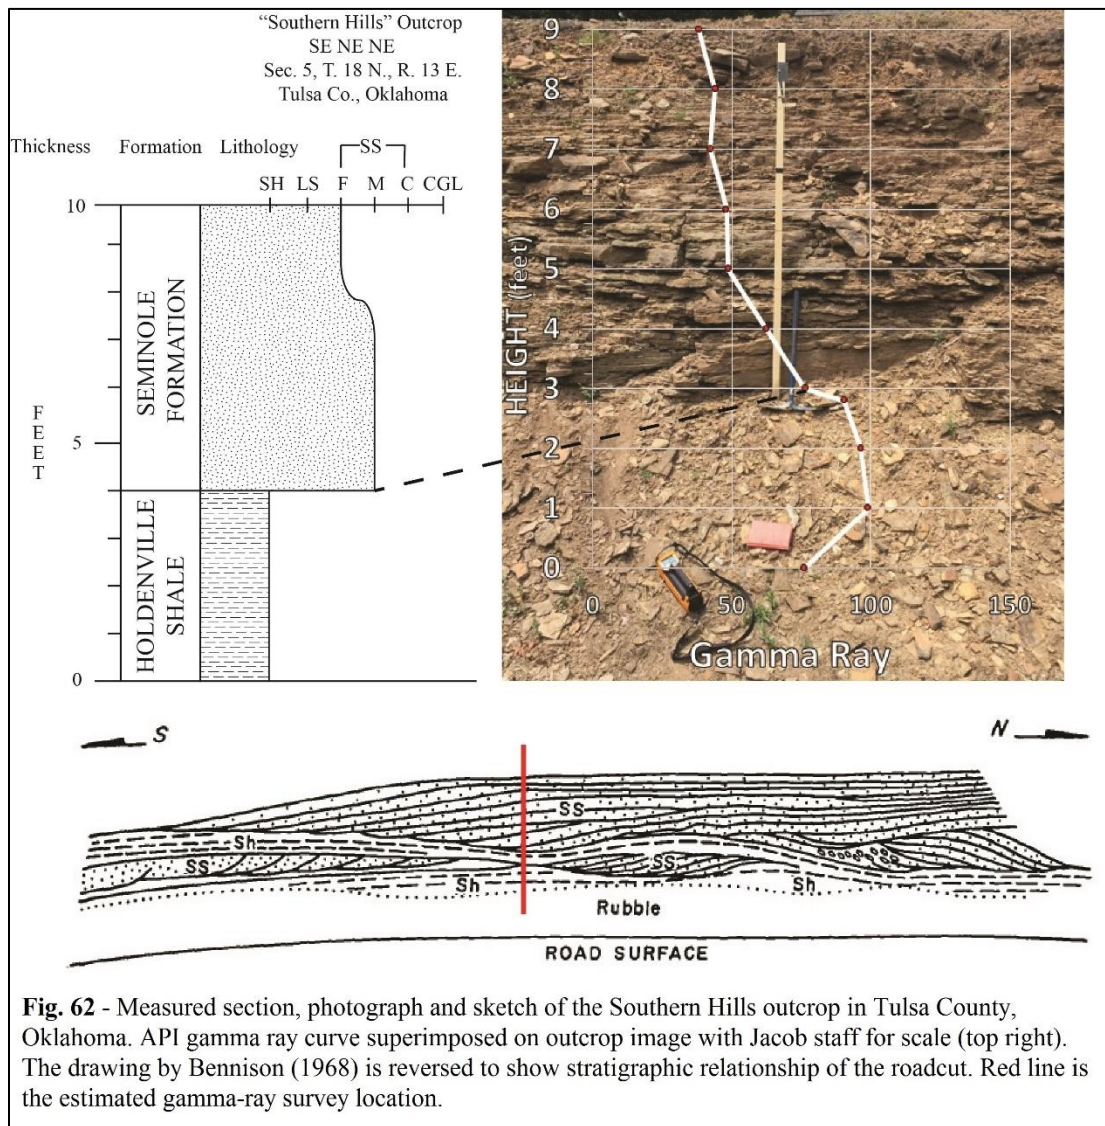 “Southern Hills” Outcrop
SE NE NE
Sec. 5, T. 18 N., R. 13 E.
Tulsa Co., Oklahoma
Thickness Formation Lithology SS
SH LS F M C CGL
10
5
0
FEET
SEMINOLE
FORMATION
HOLDENVILLE
SHALE
9
8
7
6
5
4
3
2
1
0
HEIGHT (feet)
0 50 100 150
Gamma Ray
S N
SS
Sh
SS SS
Sh Sh
Rubble
ROAD SURFACE
Fig. 62 - Measured section, photograph and sketch of the Southern Hills outcrop in Tulsa County,
Oklahoma. API gamma ray curve superimposed on outcrop image with Jacob staff for scale (top right).
The drawing by Bennison (1968) is reversed to show stratigraphic relationship of the roadcut. Red line is
the estimated gamma-ray survey location.